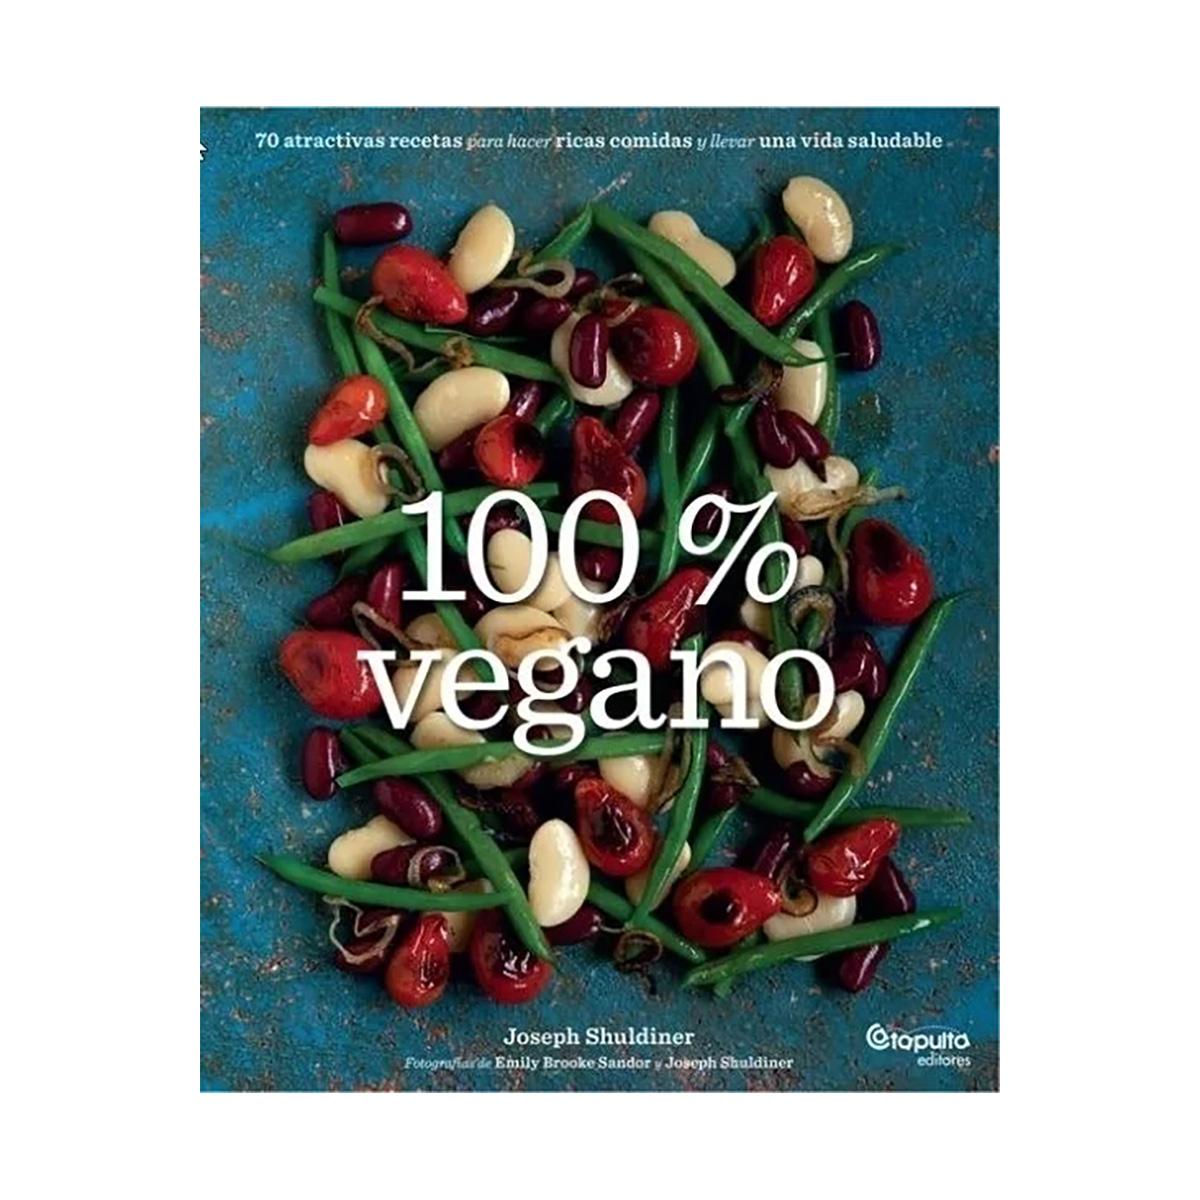 70 atractivas recetas para hacer ricas comidas y llevar una vida saludable
100 %
vegano
Joseph Shuldiner
Fotografías de Emily Brooke Sandor y Joseph Shuldiner
Catapulta
editores